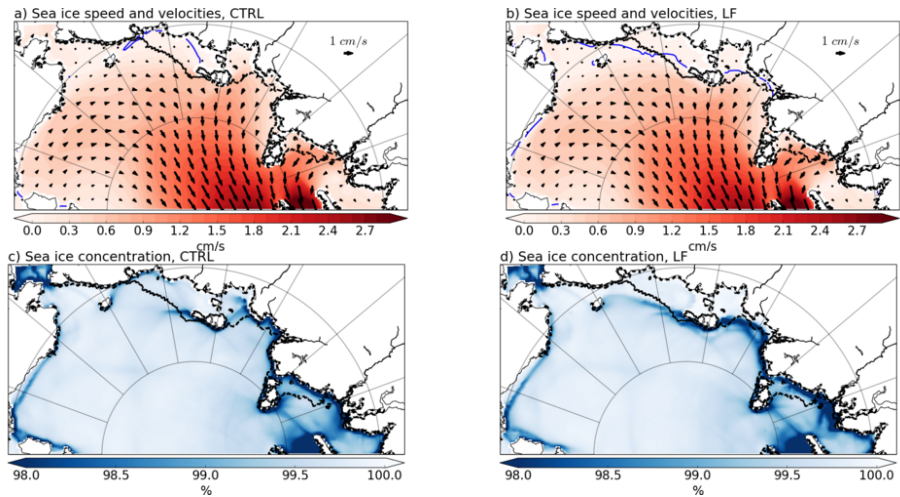 a) Sea ice speed and velocities, CTRL
1 cm/s
0.0 0.3 0.6 0.9 1.2 1.5 1.8 2.1 2.4 2.7
cm/s
b) Sea ice speed and velocities, LF
1 cm/s
0.0 0.3 0.6 0.9 1.2 1.5 1.8 2.1 2.4 2.7
cm/s
c) Sea ice concentration, CTRL
98.0 98.5 99.0 99.5 100.0
%
d) Sea ice concentration, LF
98.0 98.5 99.0 99.5 100.0
%